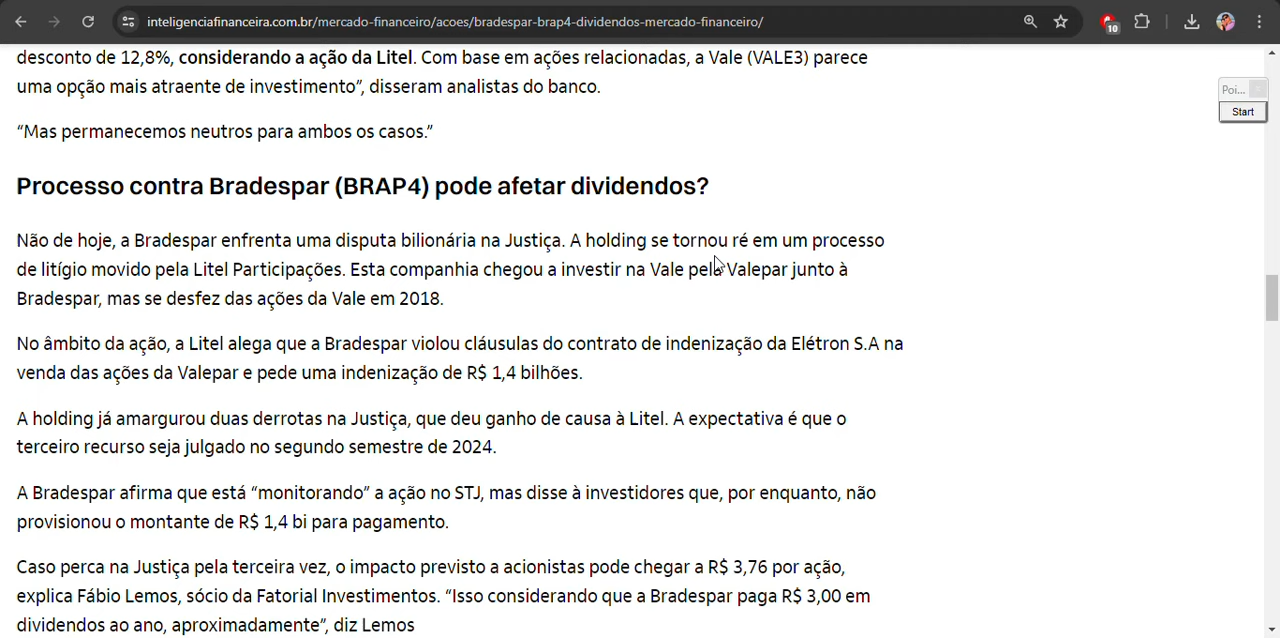 inteligenciafinanceira.com.br/mercado-financeiro/acoes/bradespar-brap4-dividendos-mercado-financeiro/
10
desconto de 12,8%, considerando a ação da Litel. Com base em ações relacionadas, a Vale (VALE3) parece
uma opção mais atraente de investimento”, disseram analistas do banco.
Poi...
Start
“Mas permanecemos neutros para ambos os casos.”
Processo contra Bradespar (BRAP4) pode afetar dividendos?
Não de hoje, a Bradespar enfrenta uma disputa bilionária na Justiça. A holding se tornou ré em um processo
de litígio movido pela Litel Participações. Esta companhia chegou a investir na Vale pela Valepar junto à
Bradespar, mas se desfez das ações da Vale em 2018.
No âmbito da ação, a Litel alega que a Bradespar violou cláusulas do contrato de indenização da Elétron S.A na
venda das ações da Valepar e pede uma indenização de R$ 1,4 bilhões.
A holding já amargurou duas derrotas na Justiça, que deu ganho de causa à Litel. A expectativa é que o
terceiro recurso seja julgado no segundo semestre de 2024.
A Bradespar afirma que está “monitorando” a ação no STJ, mas disse à investidores que, por enquanto, não
provisionou o montante de R$ 1,4 bi para pagamento.
Caso perca na Justiça pela terceira vez, o impacto previsto a acionistas pode chegar a R$ 3,76 por ação,
explica Fábio Lemos, sócio da Fatorial Investimentos. “Isso considerando que a Bradespar paga R$ 3,00 em
dividendos ao ano, aproximadamente”, diz Lemos